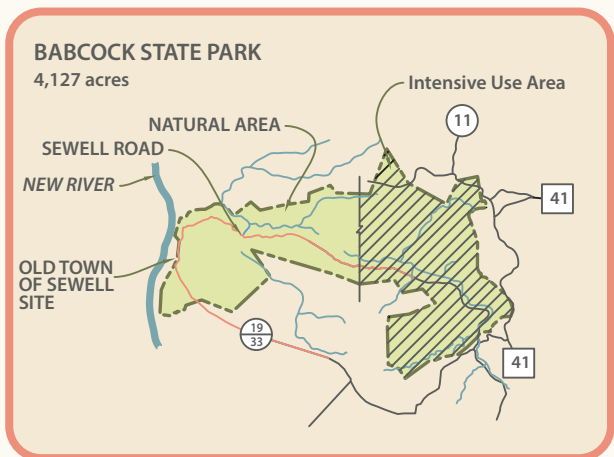 BABCOCK STATE PARK
4,127 acres
Intensive Use Area
11
NATURAL AREA
SEWELL ROAD
NEW RIVER
41
OLD TOWN
OF SEWELL
SITE
19
33
41